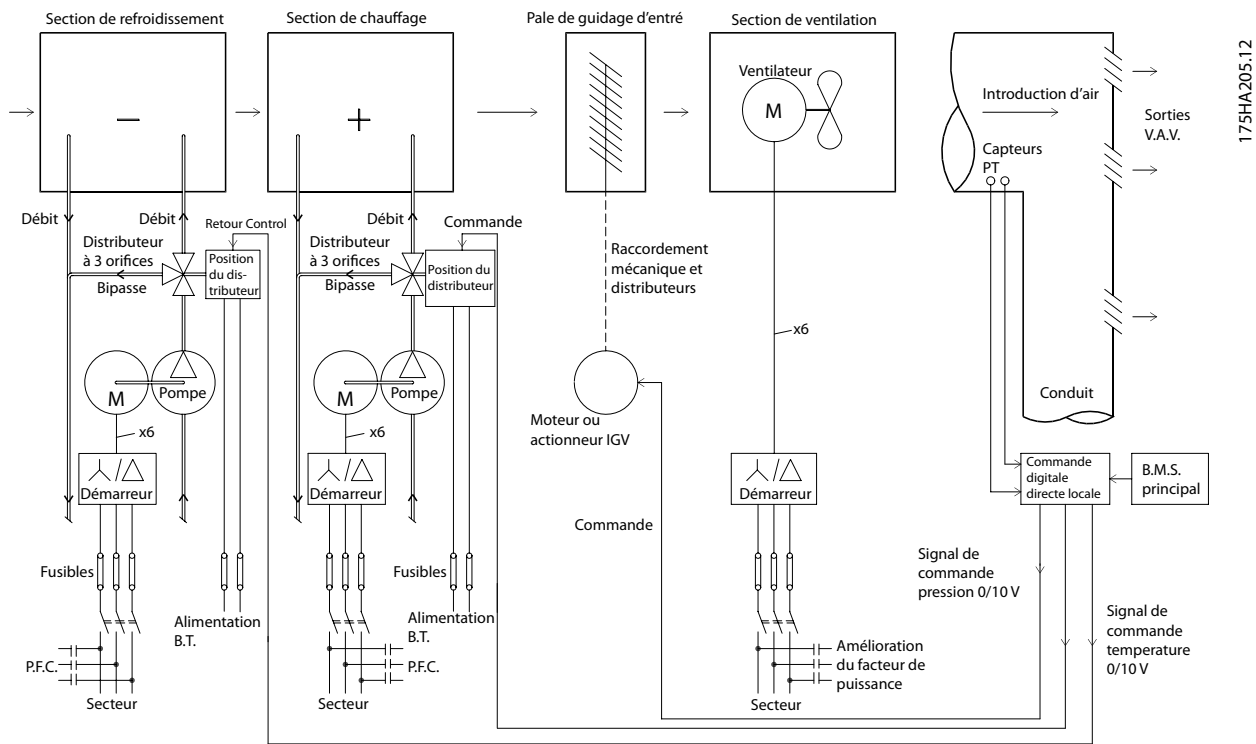 Section de refroidissement
Section de chauffage
Pale de guidage d'entré
Section de ventilation
175HA205.12
–
+
Ventilateur
M
Introduction d'air
Sorties
V.A.V.
Capteurs
PT
Débit
Débit
Retour Control
Débit
Débit
Commande
Distributeur
à 3 orifices
Bipasse
Position
du dis-
tributeur
Distributeur
à 3 orifices
Bipasse
Position du
distributeur
Raccordement
mécanique et
distributeurs
x6
M
Pompe
M
Pompe
Moteur ou
actionneur IGV
Conduit
x6
x6
Démarreur
Démarreur
Démarreur
Commande
digitale
directe locale
B.M.S.
principal
Commande
Fusibles
Fusibles
Signal de
commande
pression 0/10 V
Alimentation
B.T.
Alimentation
B.T.
Signal de
commande
temperature
0/10 V
P.F.C.
P.F.C.
Amélioration
du facteur de
puissance
Secteur
Secteur
Secteur